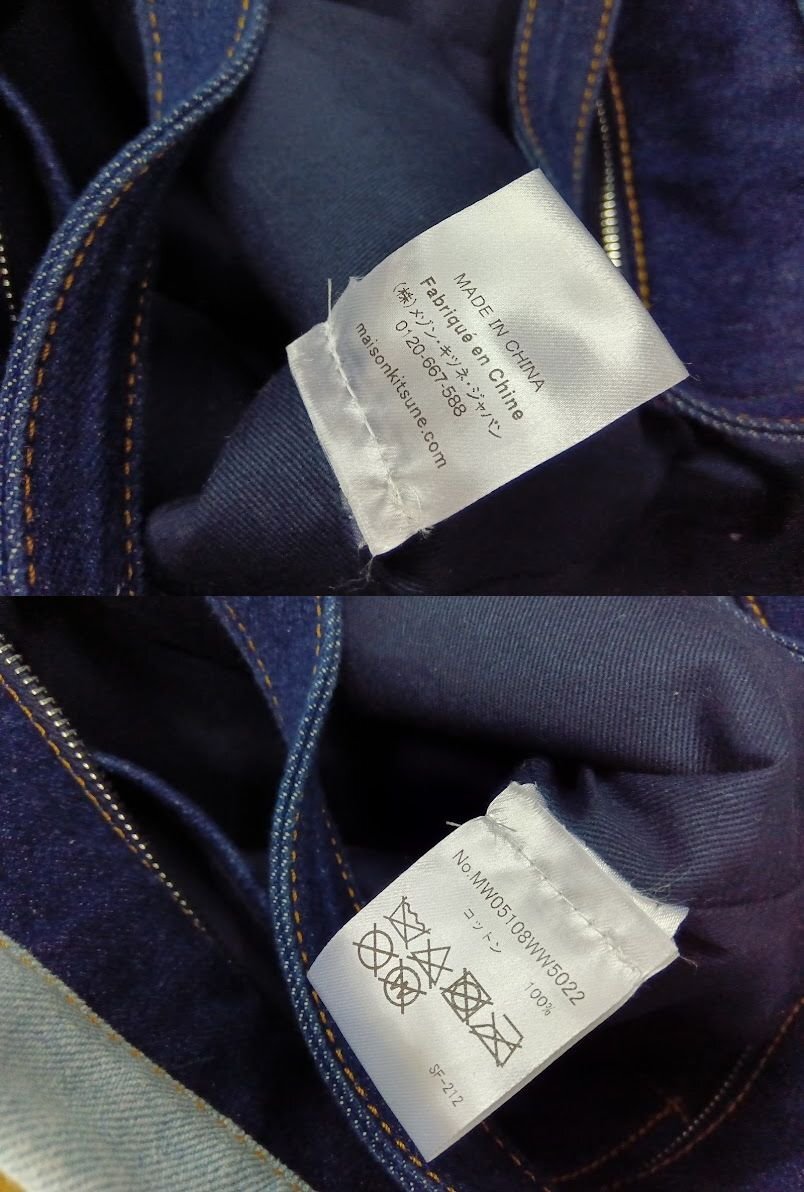 MADE IN CHINA
Fabriqué en Chine
(株)メゾン・キツネ・ジャパン
0120-667-588
maisonkitsune.com
No.MW05108WW5022
コットン 100%
SF-212